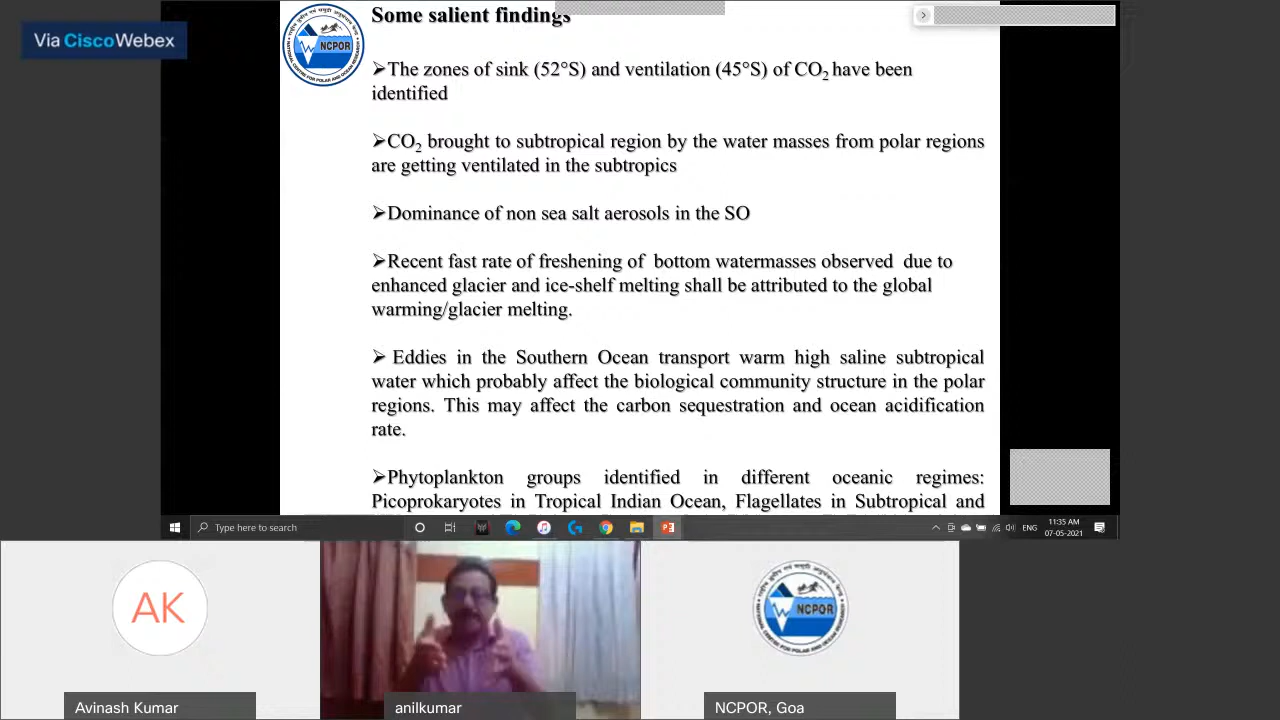 Via Cisco Webex
Some salient findings
NCPOR
➢The zones of sink (52°S) and ventilation (45°S) of CO₂ have been
identified
➢CO₂ brought to subtropical region by the water masses from polar regions
are getting ventilated in the subtropics
➢Dominance of non sea salt aerosols in the SO
➢Recent fast rate of freshening of bottom watermasses observed due to
enhanced glacier and ice-shelf melting shall be attributed to the global
warming/glacier melting.
➢ Eddies in the Southern Ocean transport warm high saline subtropical
water which probably affect the biological community structure in the polar
regions. This may affect the carbon sequestration and ocean acidification
rate.
➢Phytoplankton groups identified in different oceanic regimes:
Picoprokaryotes in Tropical Indian Ocean, Flagellates in Subtropical and
Type here to search
ENG
11:35 AM
07-05-2021
AK
NCPOR
Avinash Kumar
anilkumar
NCPOR, Goa